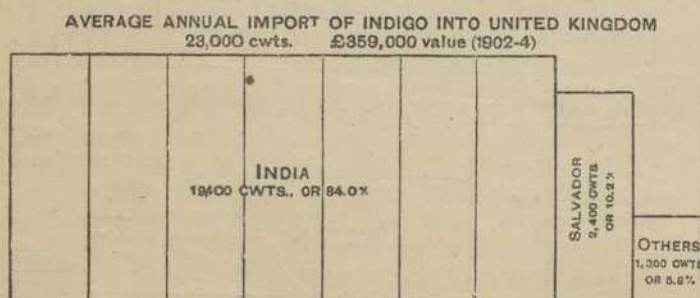 AVERAGE ANNUAL IMPORT OF INDIGO INTO UNITED KINGDOM
23,000 cwts. £359,000 value (1902-4)
INDIA
19,400 CWTS., OR 84.0%
SALVADOR
2,400 CWTS
OR 10.2%
OTHERS
1,300 CWTS
OR 5.8%